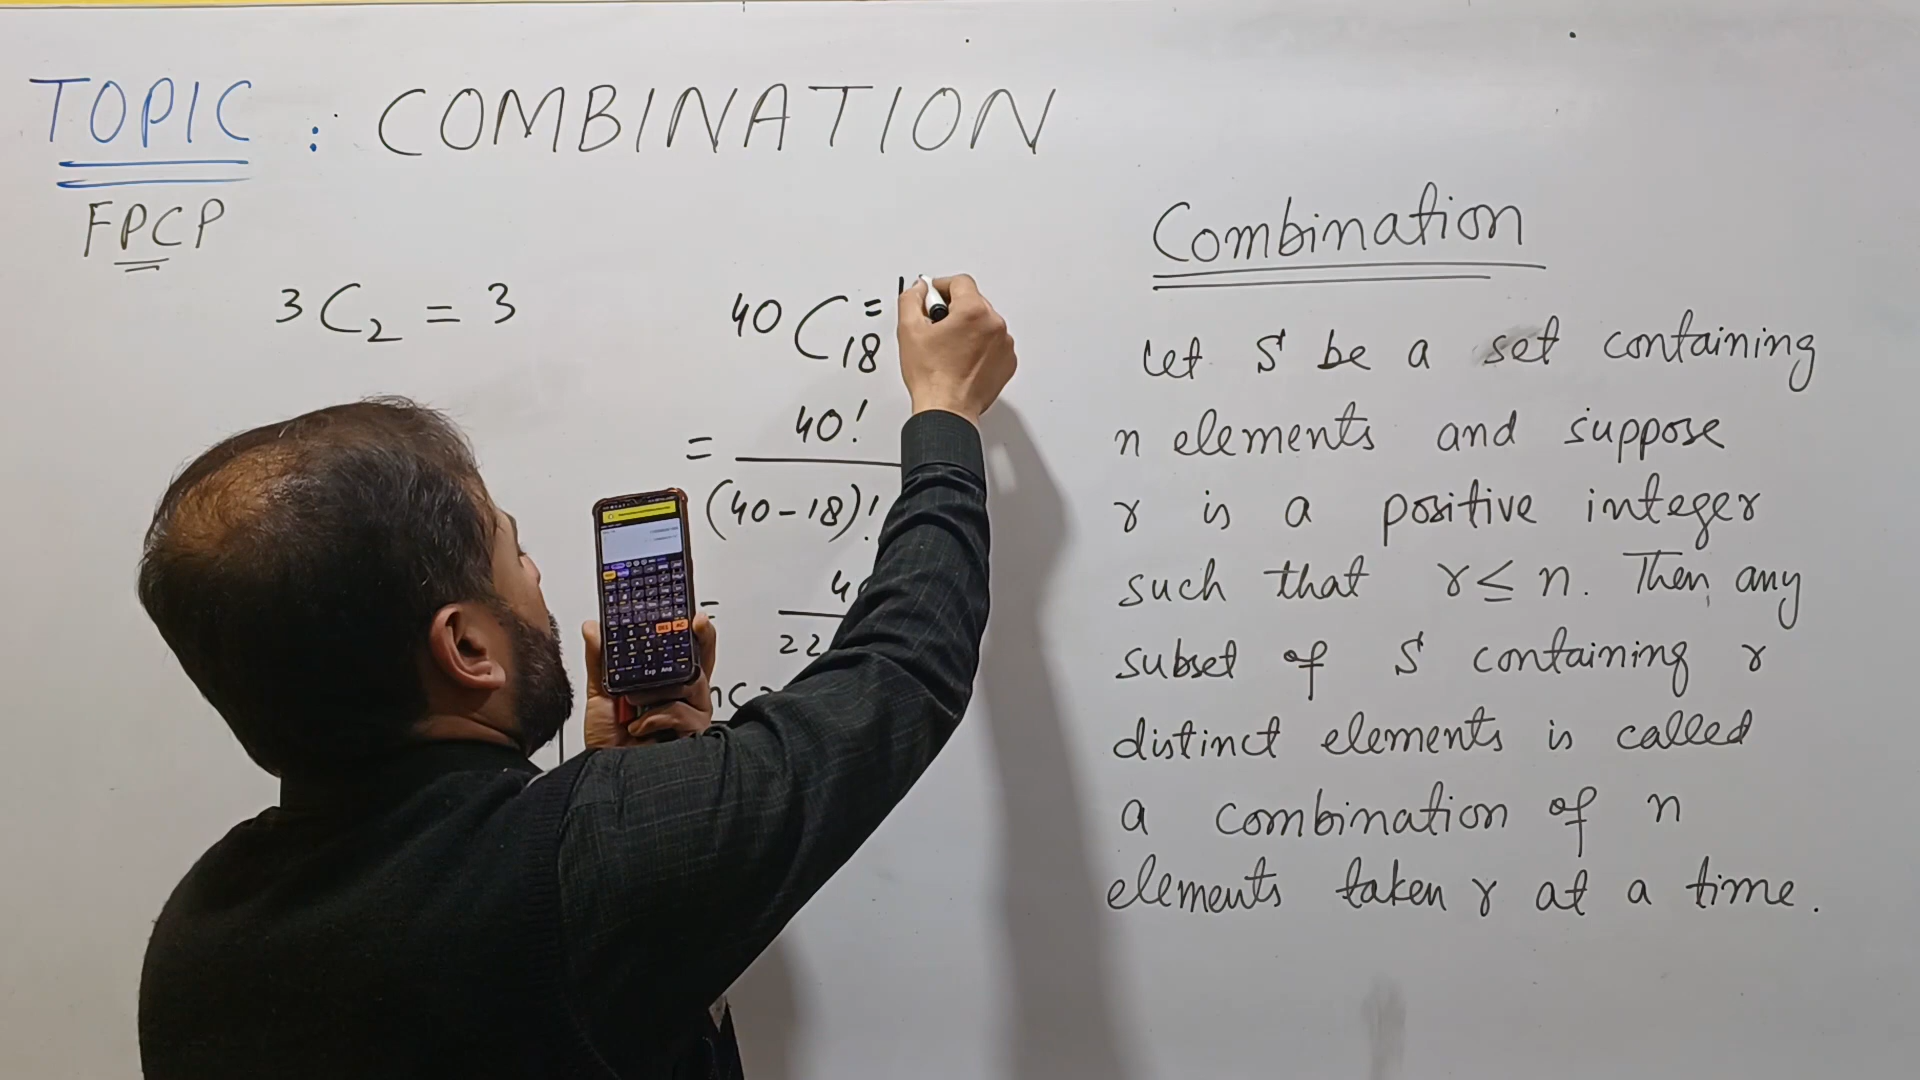 TOPIC : COMBINATION
FPCP
3C2 = 3
40C18 =
= 40!
(40-18)!
=
22
Combination
Let S be a set containing
n elements and suppose
r is a positive integer
such that r ≤ n. Then, any
subset of S containing r
distinct elements is called
a combination of n
elements taken r at a time.